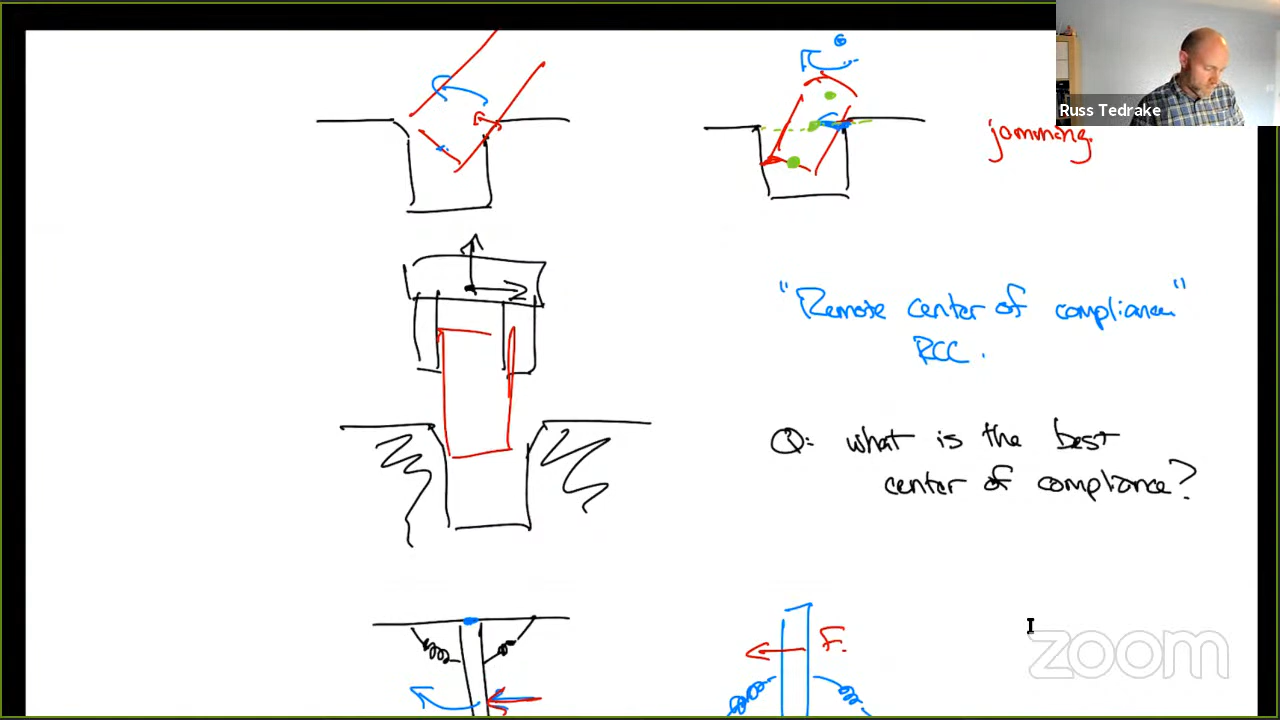 Russ Tedrake
jamming.
"Remote center of compliance"
RCC.
Q: what is the best
center of compliance?
F.
zoom